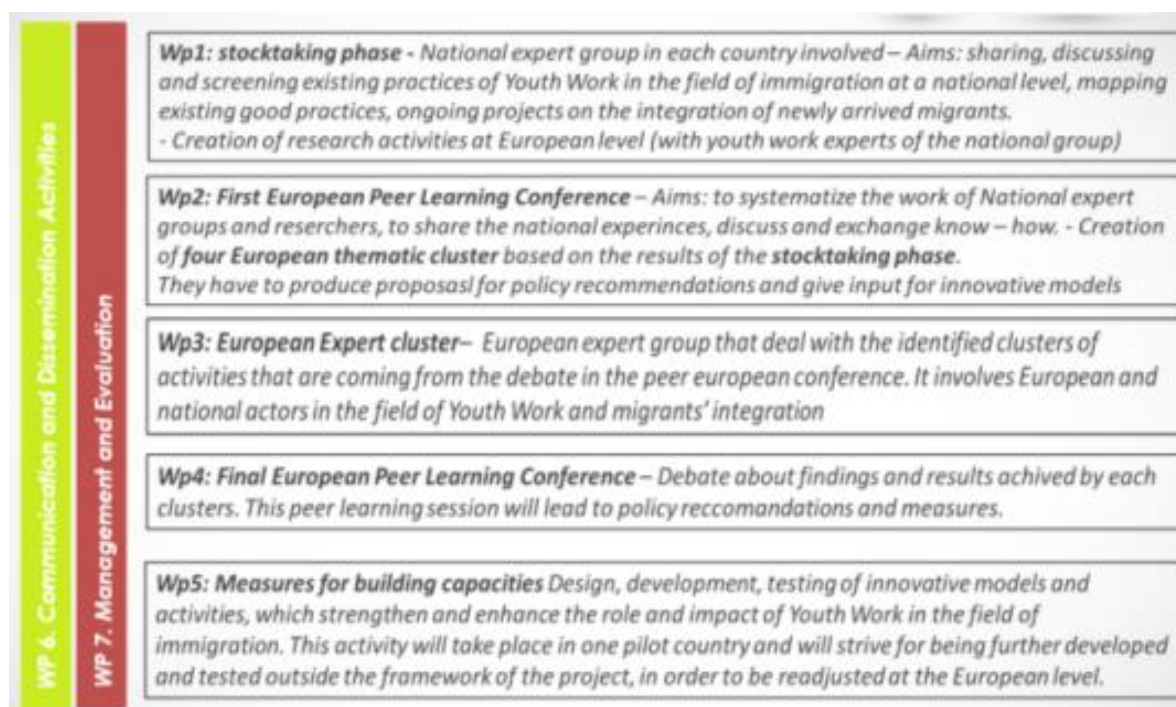 WP 6. Communication and Dissemination Activities
WP 7. Management and Evaluation
Wp1: stocktaking phase - National expert group in each country involved – Aims: sharing, discussing
and screening existing practices of Youth Work in the field of immigration at a national level, mapping
existing good practices, ongoing projects on the integration of newly arrived migrants.
- Creation of research activities at European level (with youth work experts of the national group)
Wp2: First European Peer Learning Conference – Aims: to systematize the work of National expert
groups and reserchers, to share the national experinces, discuss and exchange know – how. - Creation
of four European thematic cluster based on the results of the stocktaking phase.
They have to produce proposasl for policy recommendations and give input for innovative models
Wp3: European Expert cluster– European expert group that deal with the identified clusters of
activities that are coming from the debate in the peer european conference. It involves European and
national actors in the field of Youth Work and migrants’ integration
Wp4: Final European Peer Learning Conference – Debate about findings and results achived by each
clusters. This peer learning session will lead to policy reccomandations and measures.
Wp5: Measures for building capacities Design, development, testing of innovative models and
activities, which strengthen and enhance the role and impact of Youth Work in the field of
immigration. This activity will take place in one pilot country and will strive for being further developed
and tested outside the framework of the project, in order to be readjusted at the European level.